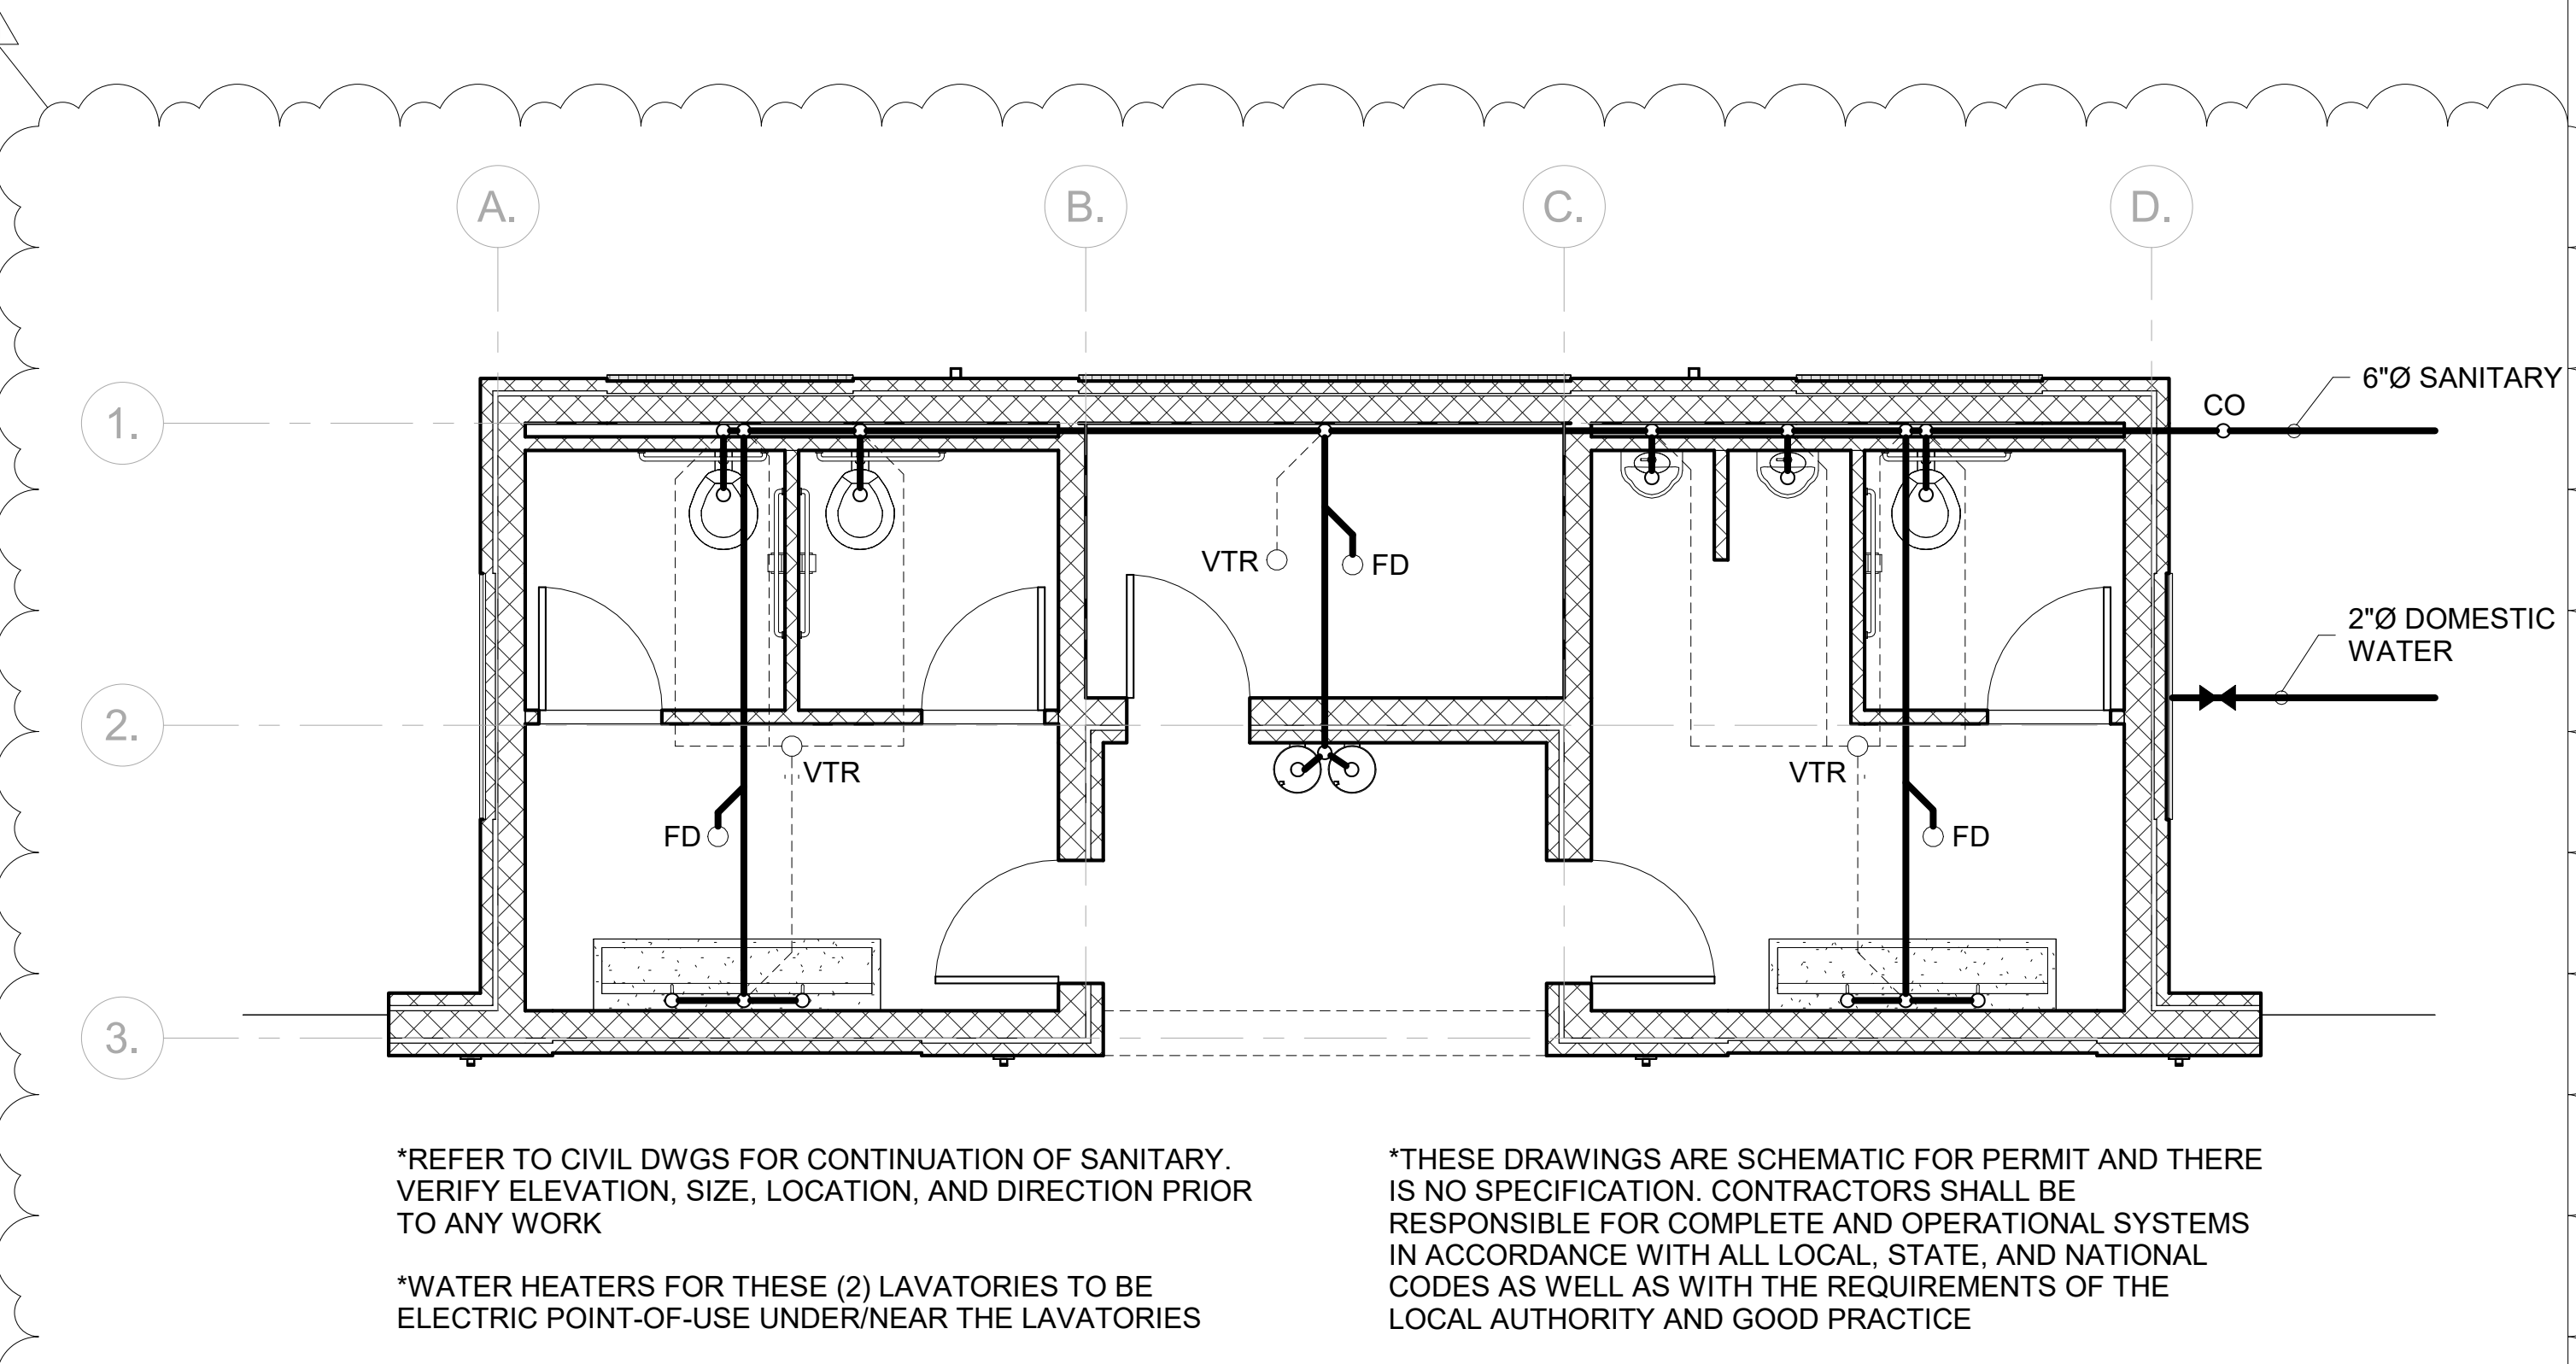 A.
B.
C.
D.
1.
6"Ø SANITARY
CO
VTR
FD
2"Ø DOMESTIC
WATER
2.
VTR
VTR
FD
FD
3.
*REFER TO CIVIL DWGS FOR CONTINUATION OF SANITARY.
VERIFY ELEVATION, SIZE, LOCATION, AND DIRECTION PRIOR
TO ANY WORK
*WATER HEATERS FOR THESE (2) LAVATORIES TO BE
ELECTRIC POINT-OF-USE UNDER/NEAR THE LAVATORIES
*THESE DRAWINGS ARE SCHEMATIC FOR PERMIT AND THERE
IS NO SPECIFICATION. CONTRACTORS SHALL BE
RESPONSIBLE FOR COMPLETE AND OPERATIONAL SYSTEMS
IN ACCORDANCE WITH ALL LOCAL, STATE, AND NATIONAL
CODES AS WELL AS WITH THE REQUIREMENTS OF THE
LOCAL AUTHORITY AND GOOD PRACTICE